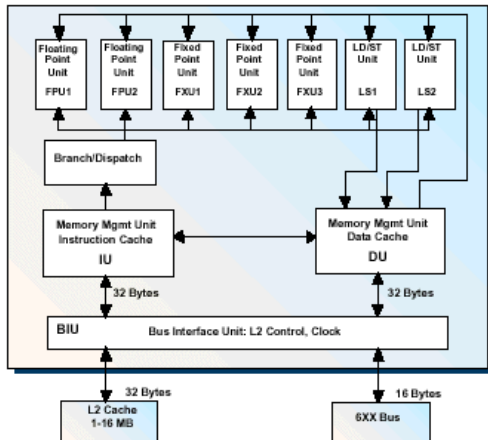 Floating
Point
Unit
FPU1
Floating
Point
Unit
FPU2
Fixed
Point
Unit
FXU1
Fixed
Point
Unit
FXU2
Fixed
Point
Unit
FXU3
LD/ST
Unit
LS1
LD/ST
Unit
LS2
Branch/Dispatch
Memory Mgmt Unit
Instruction Cache
IU
Memory Mgmt Unit
Data Cache
DU
32 Bytes
32 Bytes
BIU Bus Interface Unit: L2 Control, Clock
32 Bytes
16 Bytes
L2 Cache
1-16 MB
6XX Bus